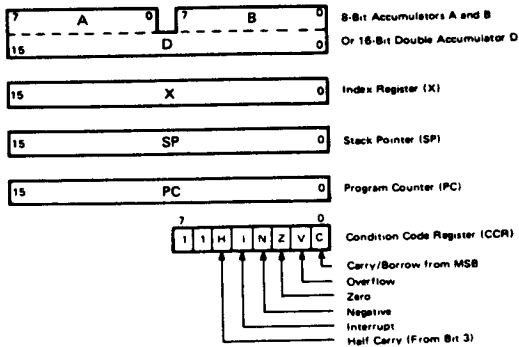 7 A 0 7 B 0 8-Bit Accumulators A and B
15 D 0 Or 16-Bit Double Accumulator D
15 X 0 Index Register (X)
15 SP 0 Stack Pointer (SP)
15 PC 0 Program Counter (PC)
7 0
1 1 H I N Z V C Condition Code Register (CCR)
Carry/Borrow from MSB
Overflow
Zero
Negative
Interrupt
Half Carry (From Bit 3)